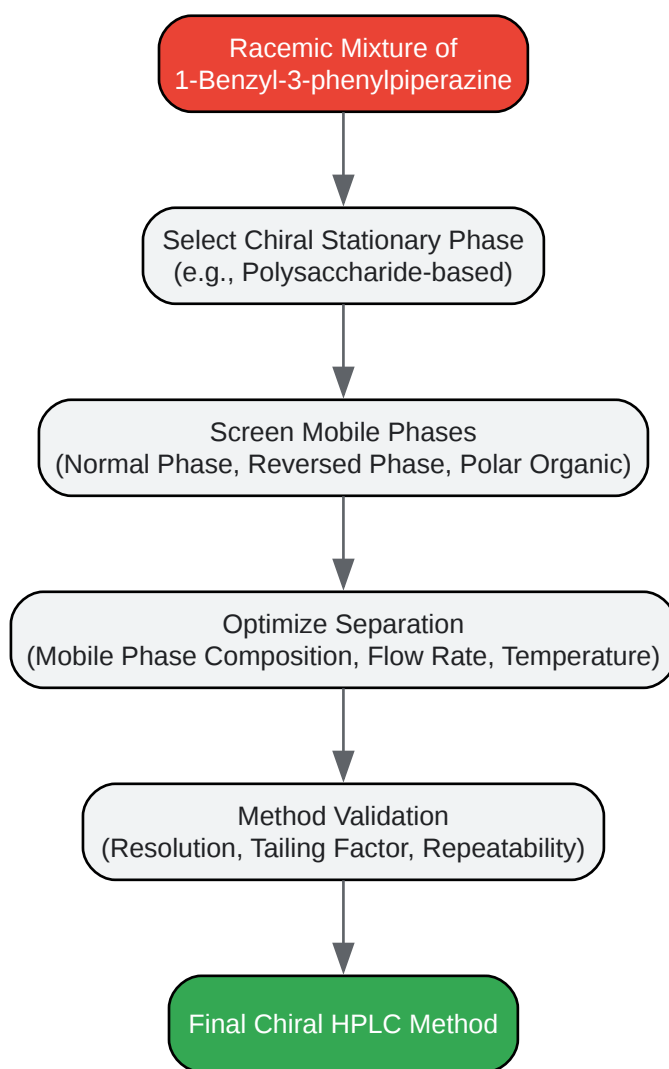 Racemic Mixture of
1-Benzyl-3-phenylpiperazine
Select Chiral Stationary Phase
(e.g., Polysaccharide-based)
Screen Mobile Phases
(Normal Phase, Reversed Phase, Polar Organic)
Optimize Separation
(Mobile Phase Composition, Flow Rate, Temperature)
Method Validation
(Resolution, Tailing Factor, Repeatability)
Final Chiral HPLC Method